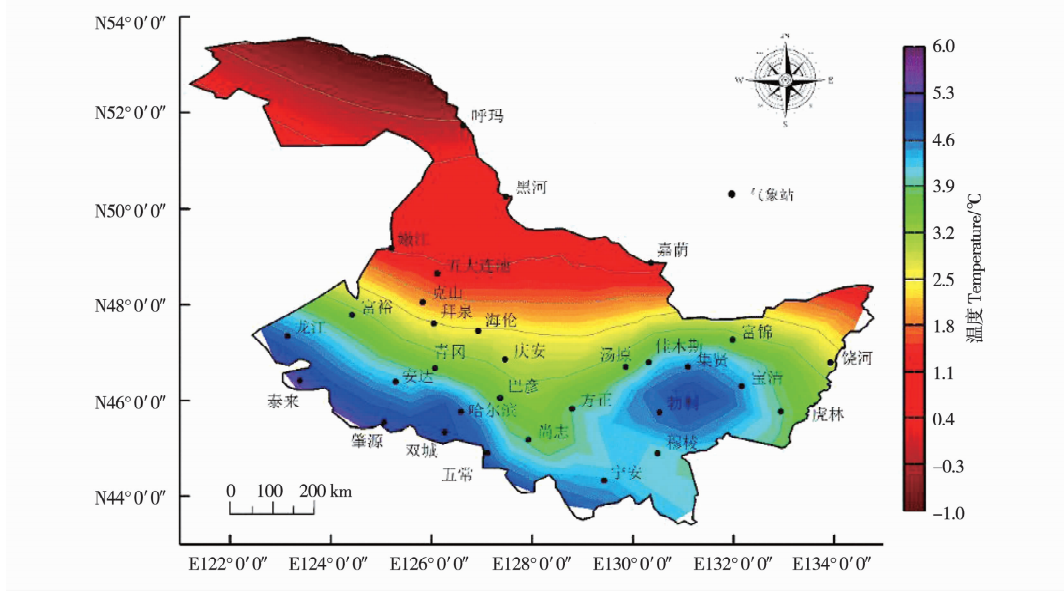 N54°0′0″
N52°0′0″
N50°0′0″
N48°0′0″
N46°0′0″
N44°0′0″
E122°0′0″
E124°0′0″
E126°0′0″
E128°0′0″
E130°0′0″
E132°0′0″
E134°0′0″
呼玛
黑河
嫩江
嘉荫
五大连池
克山
富裕
拜泉
海伦
龙江
富锦
青冈
庆安
汤原
佳木斯
集贤
饶河
安达
宝清
泰来
巴彦
方正
勃利
虎林
哈尔滨
肇源
双城
尚志
穆棱
五常
宁安
0 100 200 km
N
W
E
S
气象站
6.0
5.3
4.6
3.9
3.2
2.5
1.8
1.1
0.4
−0.3
−1.0
温度 Temperature/℃